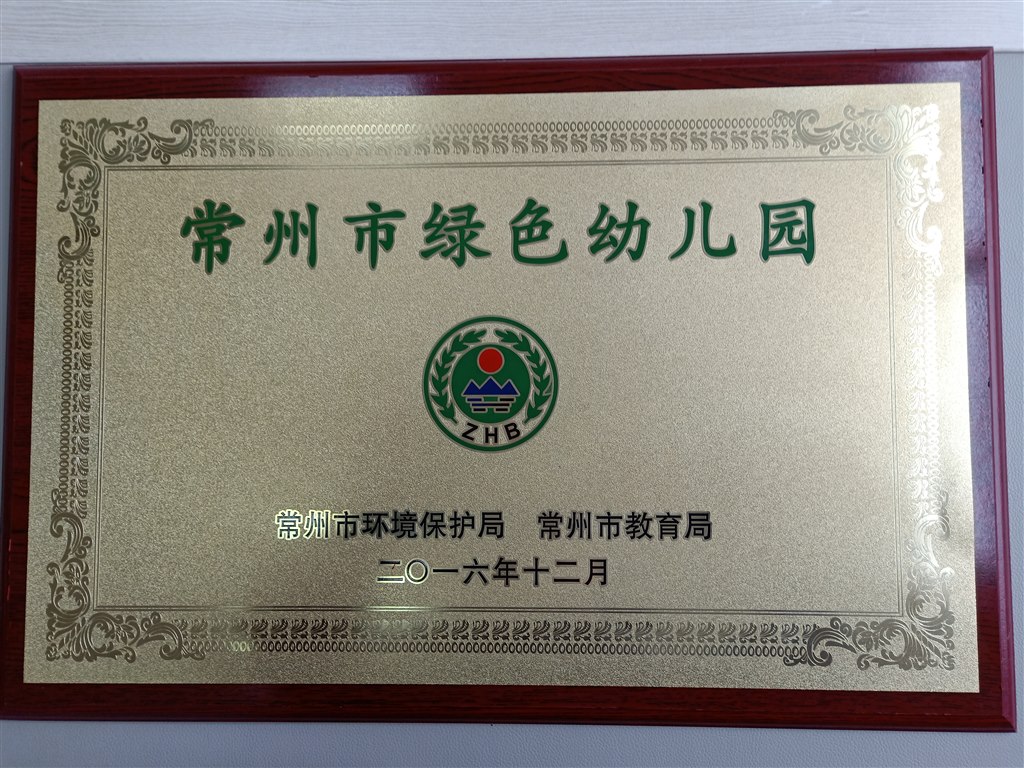 常州市绿色幼儿园
ZHB
常州市环境保护局 常州市教育局
二〇一六年十二月